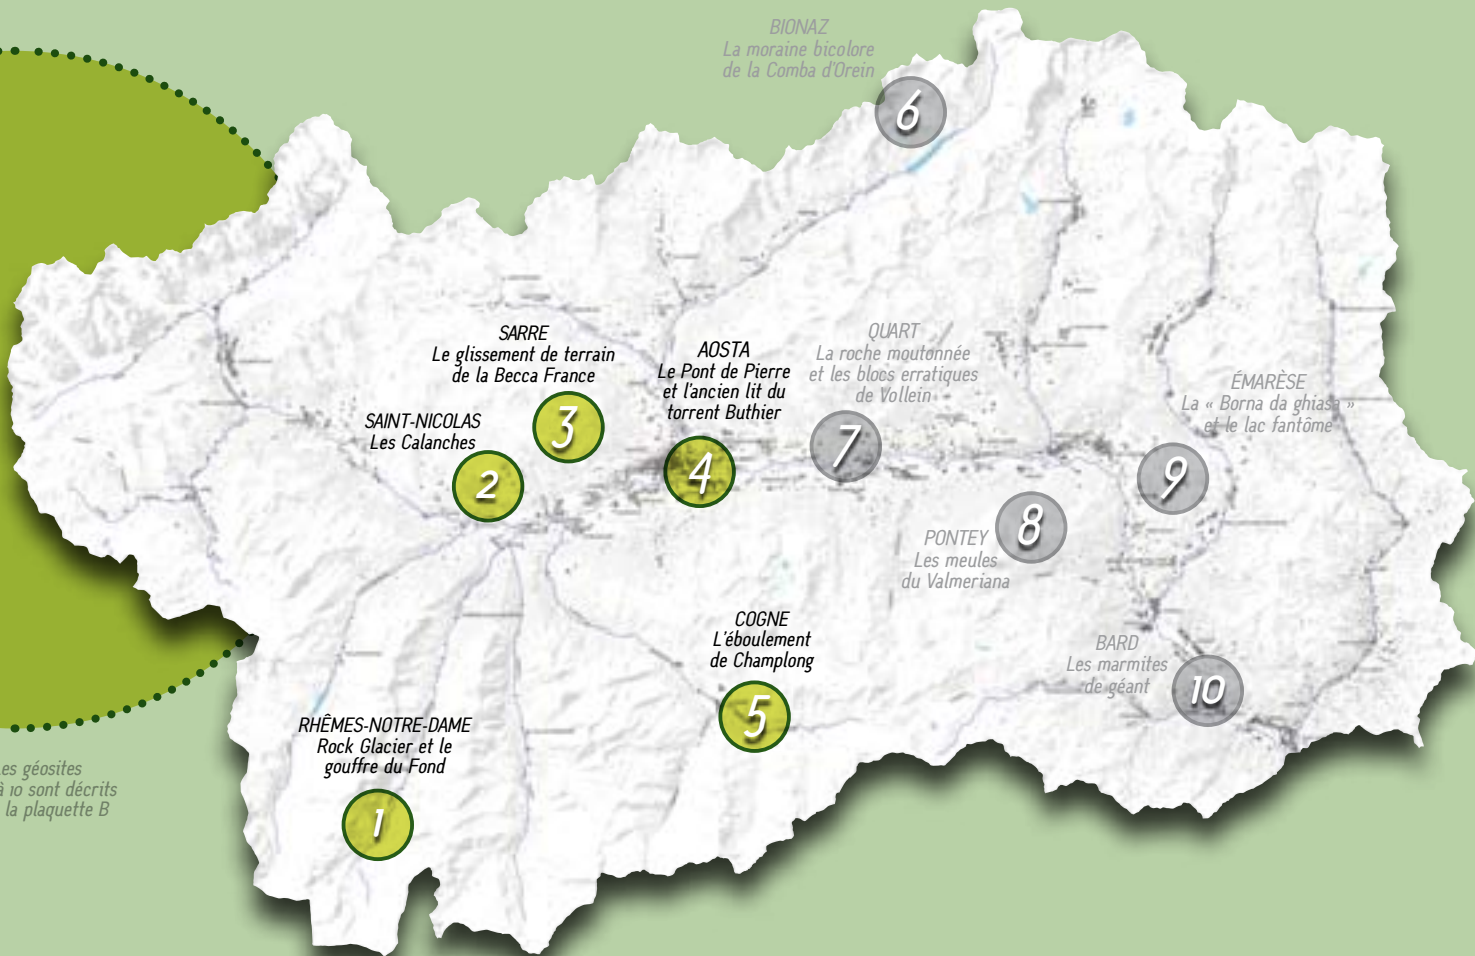 BIONAZ
La moraine bicolore
de la Comba d'Orein
6
SARRE
Le glissement de terrain
de la Becca France
3
AOSTA
Le Pont de Pierre
et l'ancien lit du
torrent Buthier
4
QUART
La roche moutonnée
et les blocs erratiques
de Vollein
7
ÉMARÈSE
La « Borna da ghiasa »
et le lac fantôme
9
SAINT-NICOLAS
Les Calanches
2
PONTEY
Les meules
du Valmeriana
8
COGNE
L'éboulement
de Champlong
5
BARD
Les marmites
de géant
10
RHÊMES-NOTRE-DAME
Rock Glacier et le
gouffre du Fond
1
es géosites
à 10 sont décrits
la plaquette B